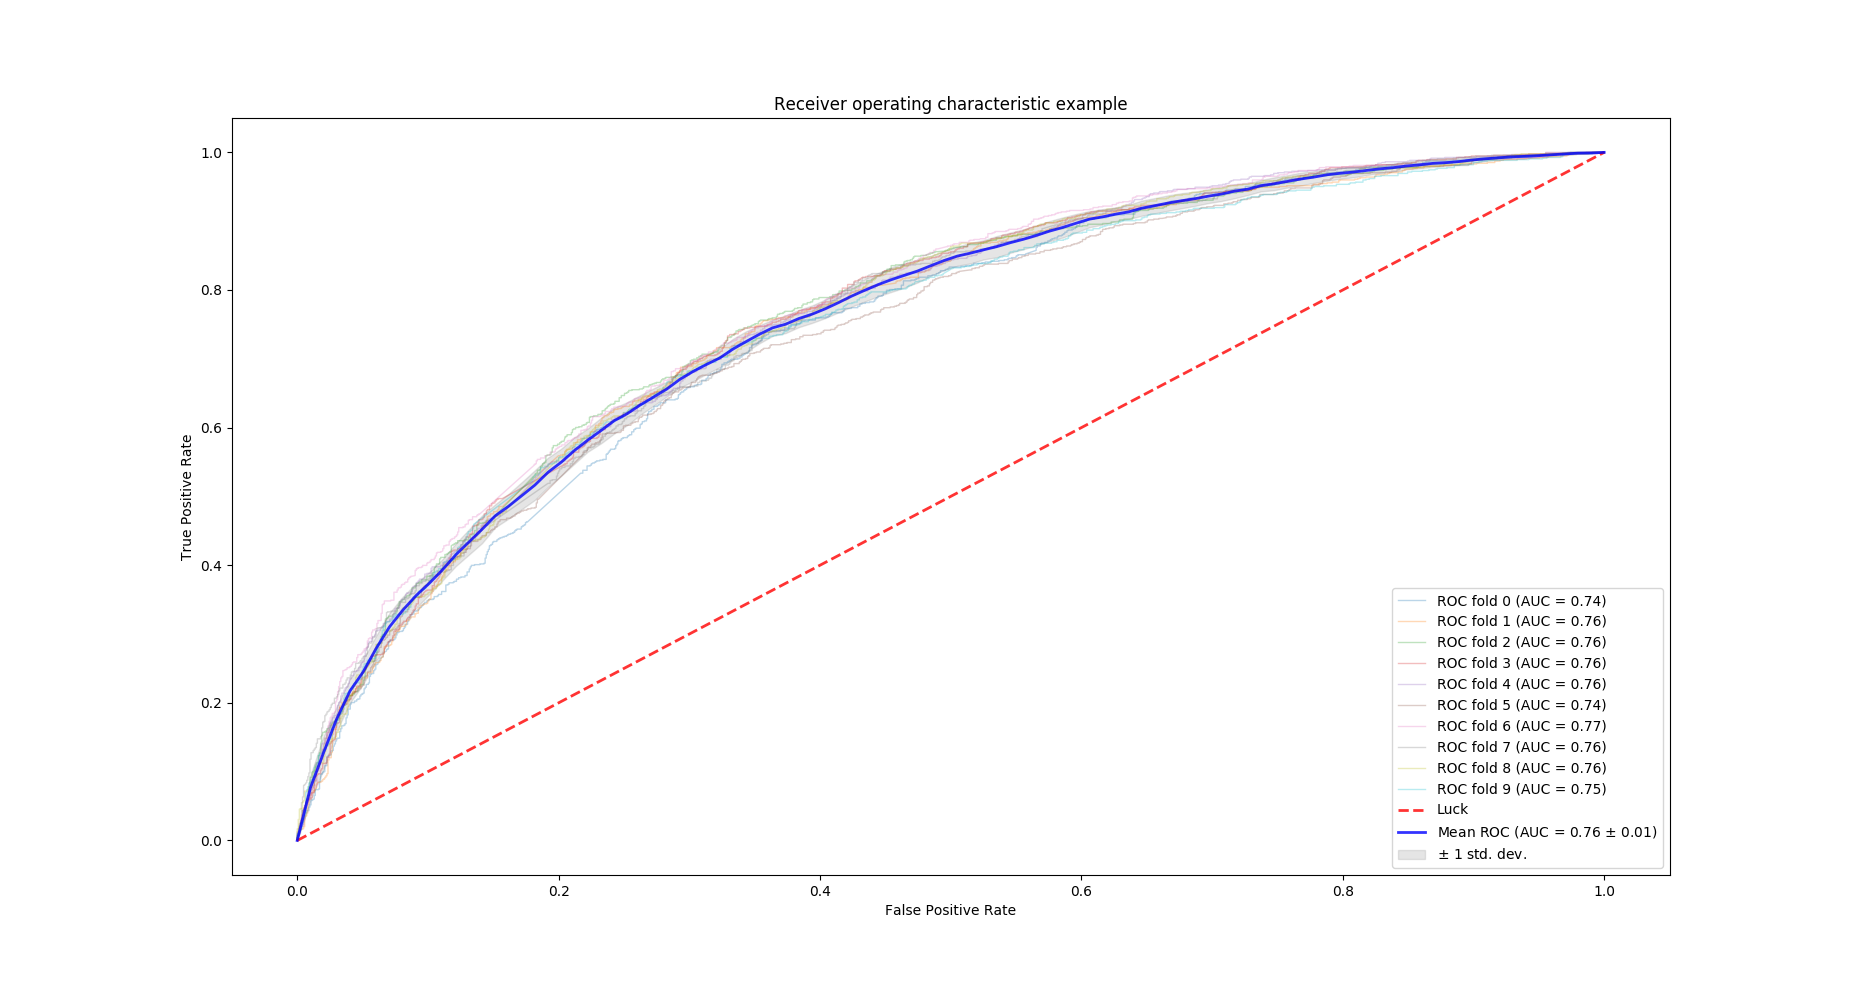 Receiver operating characteristic example
True Positive Rate
1.0
0.8
0.6
0.4
0.2
0.0
0.0 0.2 0.4 0.6 0.8 1.0
False Positive Rate
ROC fold 0 (AUC = 0.74)
ROC fold 1 (AUC = 0.76)
ROC fold 2 (AUC = 0.76)
ROC fold 3 (AUC = 0.76)
ROC fold 4 (AUC = 0.76)
ROC fold 5 (AUC = 0.74)
ROC fold 6 (AUC = 0.77)
ROC fold 7 (AUC = 0.76)
ROC fold 8 (AUC = 0.76)
ROC fold 9 (AUC = 0.75)
Luck
Mean ROC (AUC = 0.76 ± 0.01)
± 1 std. dev.